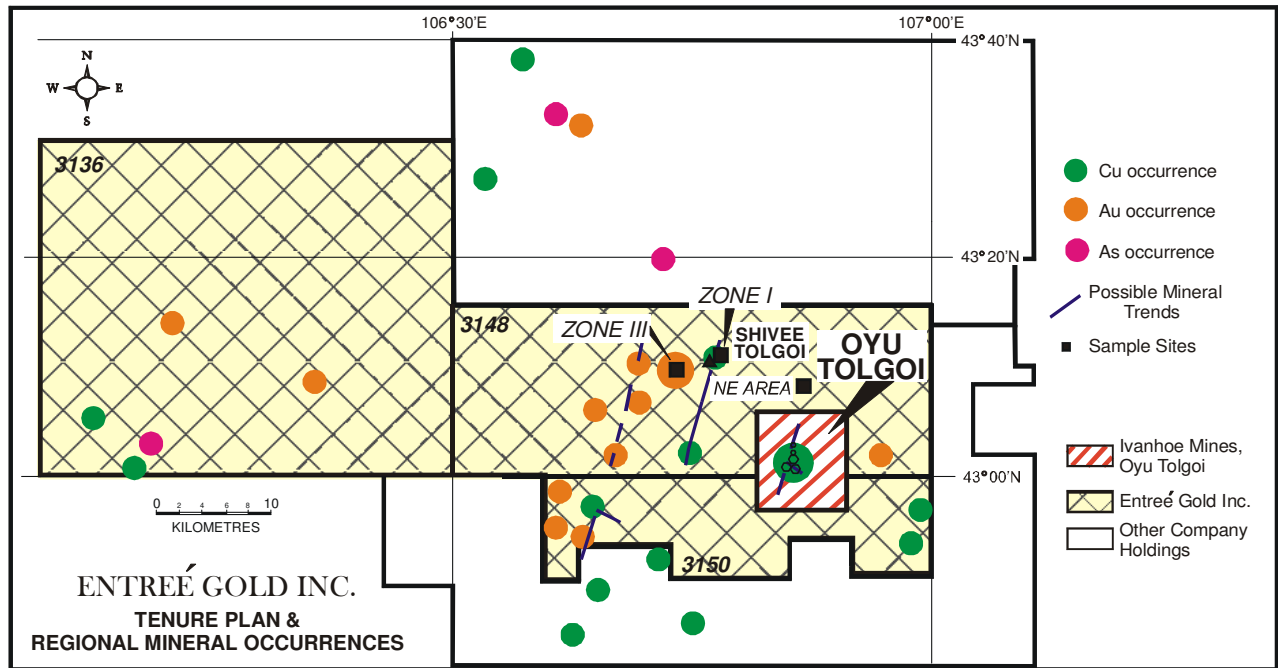 106°30'E
107°00'E
43°40'N
N
W
E
S
3136
Cu occurrence
Au occurrence
As occurrence
43°20'N
ZONE I
Possible Mineral
Trends
3148
ZONE III
SHIVEE
TOLGOI
OYU
TOLGOI
Sample Sites
NE AREA
Ivanhoe Mines,
Oyu Tolgoi
43°00'N
0 2 4 6 8 10
KILOMETRES
Entreé Gold Inc.
Other Company
Holdings
3150
ENTREÉ GOLD INC.
TENURE PLAN &
REGIONAL MINERAL OCCURRENCES